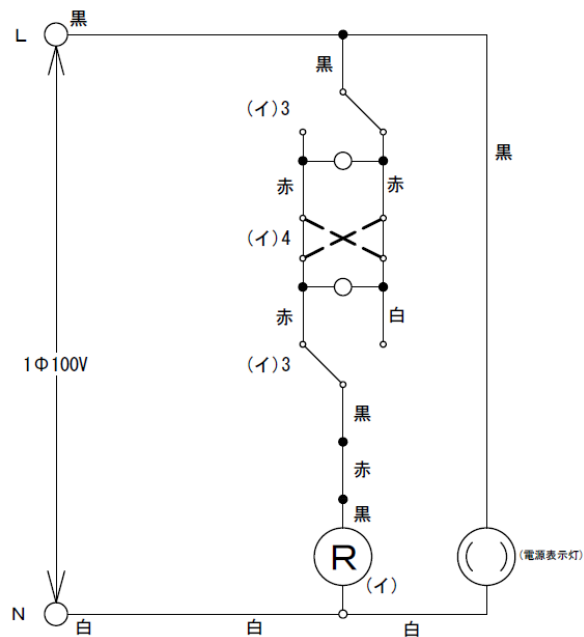 L 黒
黒
(イ)3
黒
赤 赤
(イ)4
赤 白
1Φ100V (イ)3
黒
赤
黒
R (電源表示灯)
(イ)
N 白 白 白